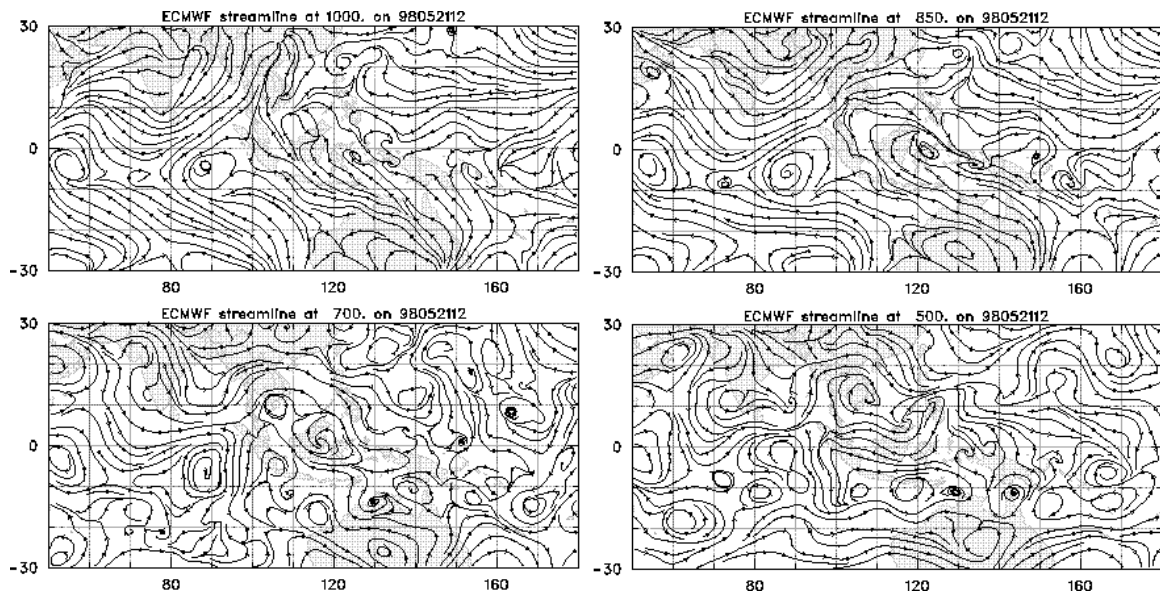 ECMWF streamline at 1000. on 98052112
30
0
-30
80 120 160
ECMWF streamline at 850. on 98052112
30
0
-30
80 120 160
ECMWF streamline at 700. on 98052112
30
0
-30
80 120 160
ECMWF streamline at 500. on 98052112
30
0
-30
80 120 160